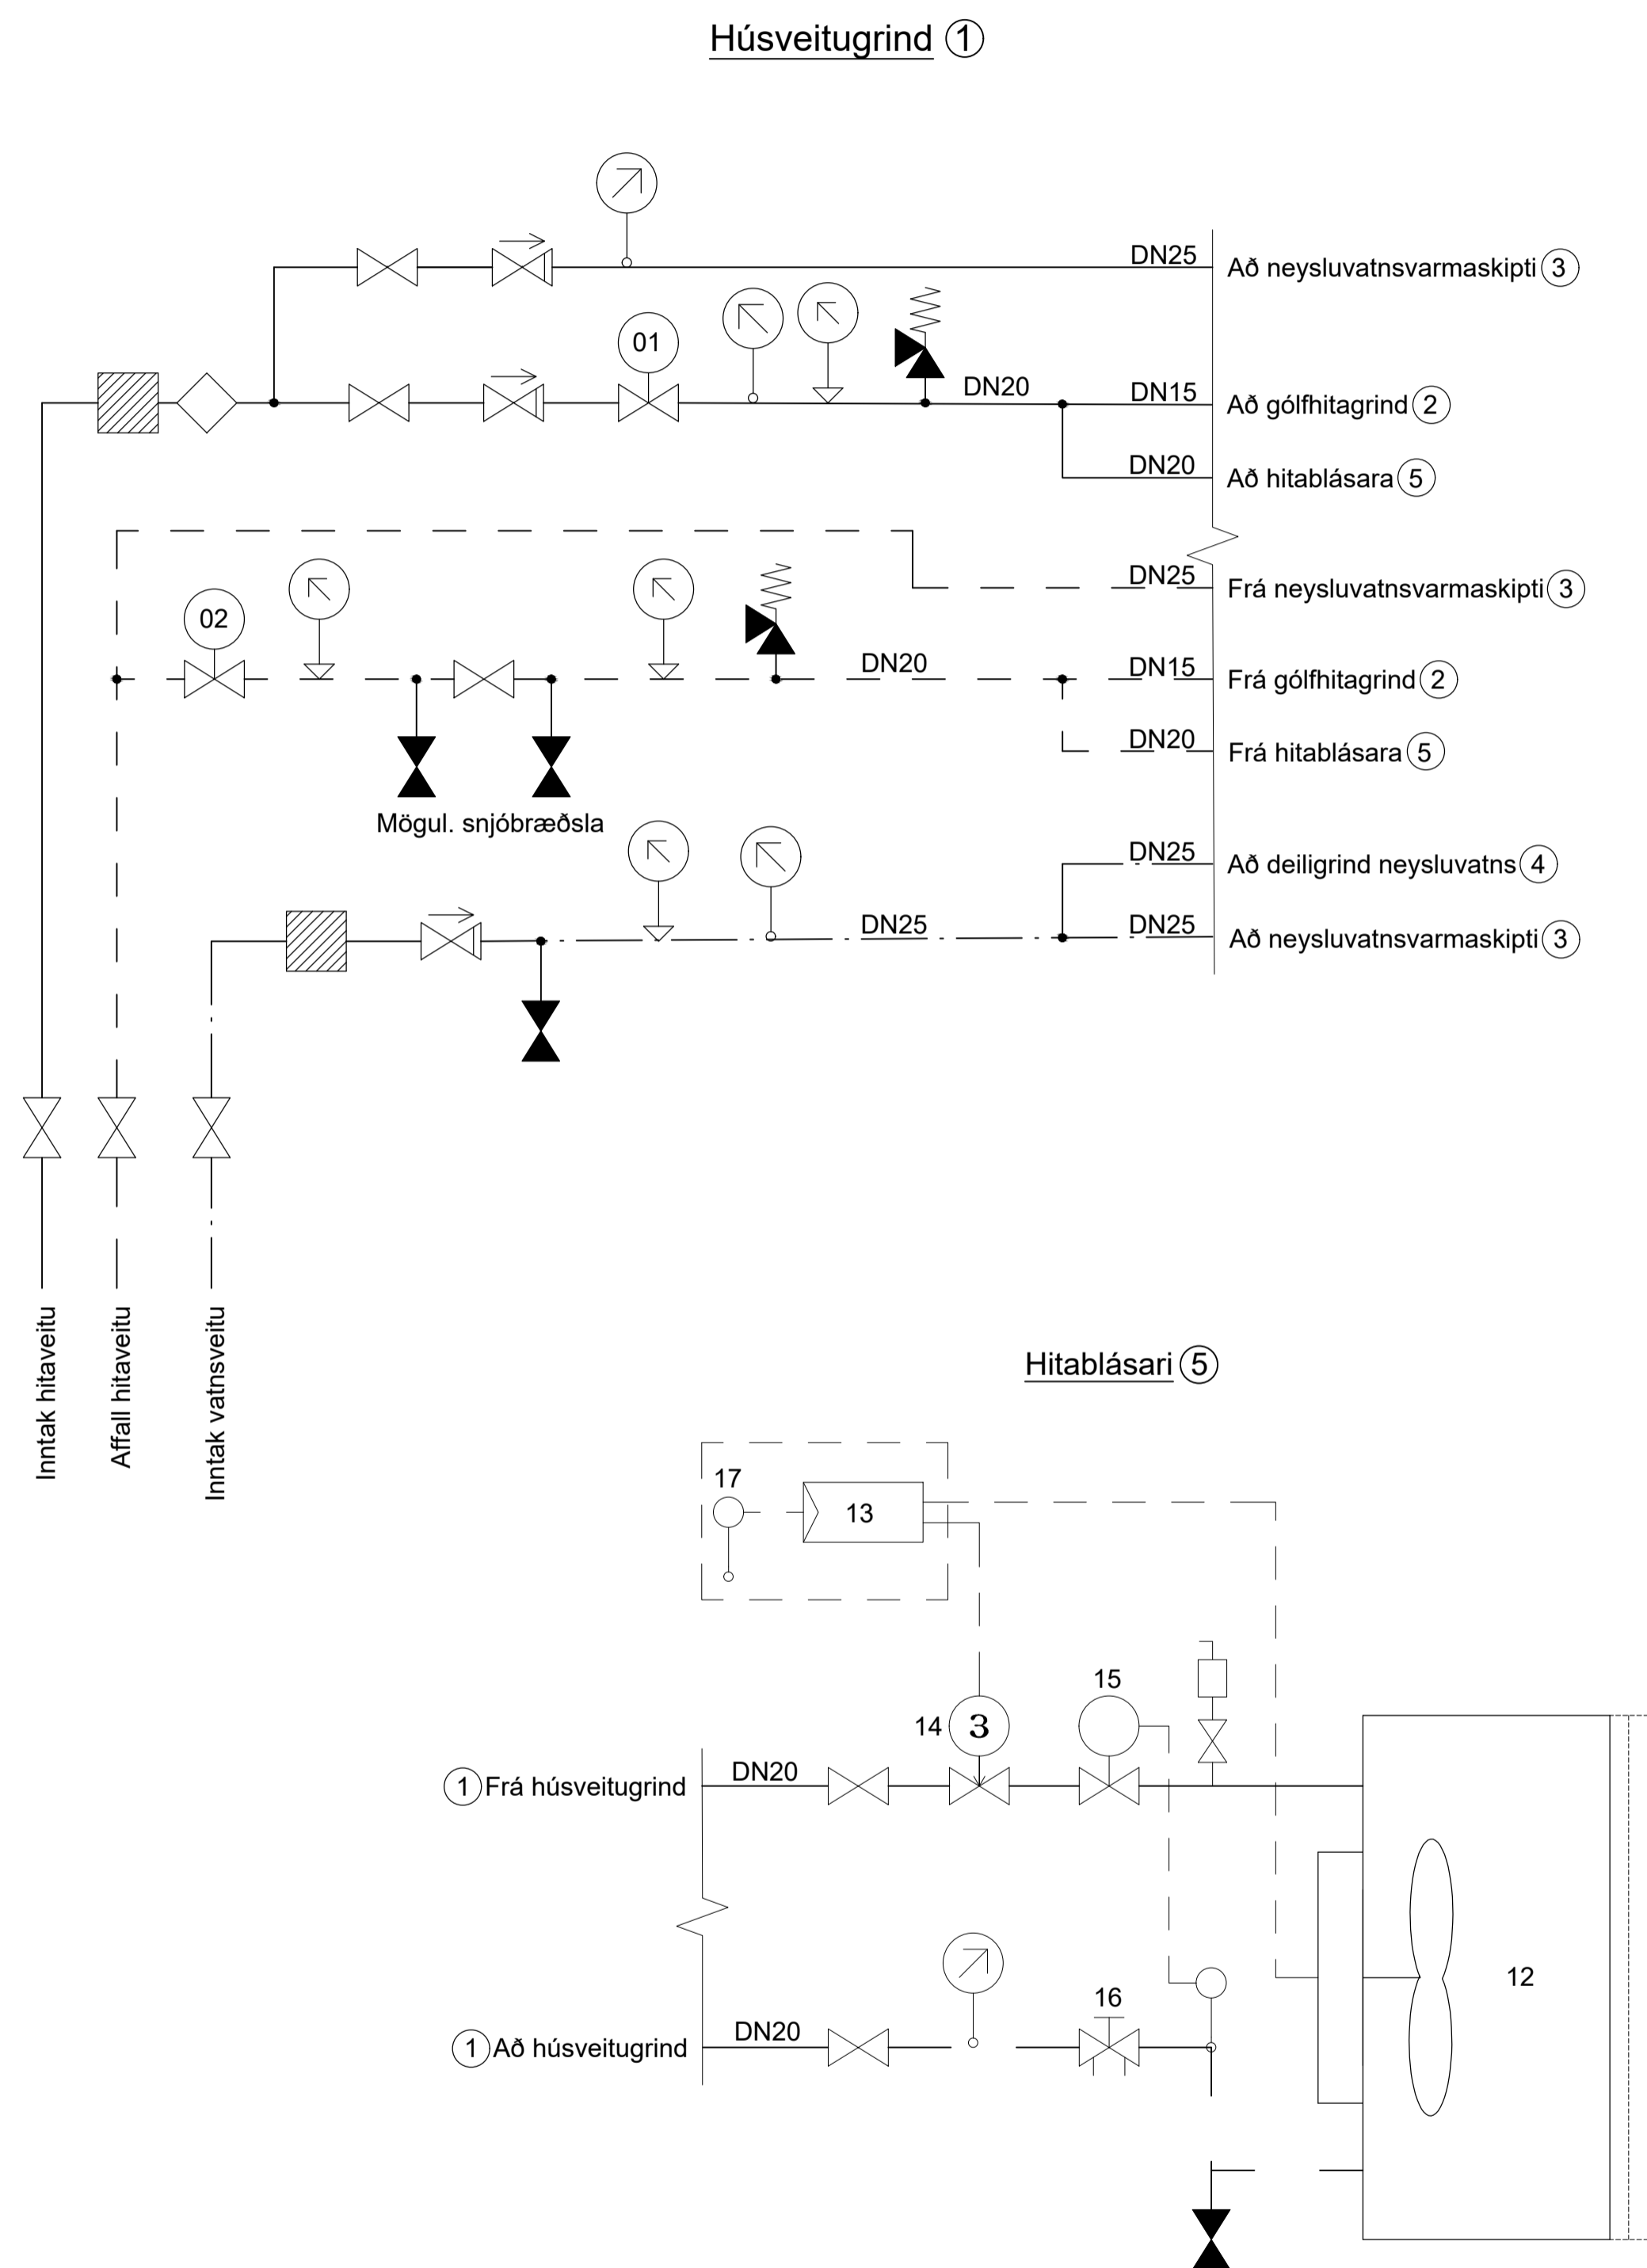 Húsveitugrind 1
DN25 Að neysluvatnsvarmaskipti 3
01
DN20 DN15 Að gólfhitagrind 2
DN20 Að hitablásara 5
DN25 Frá neysluvatnsvarmaskipti 3
02
DN20 DN15 Frá gólfhitagrind 2
DN20 Frá hitablásara 5
Mögul. snjóbræðsla
DN25 Að deiligrind neysluvatns 4
DN25 DN25 Að neysluvatnsvarmaskipti 3
Inntak hitaveitu
Affall hitaveitu
Inntak vatnsveitu
Hitablásari 5
17
13
15
14 3
1 Frá húsveitugrind DN20
12
16
1 Að húsveitugrind DN20